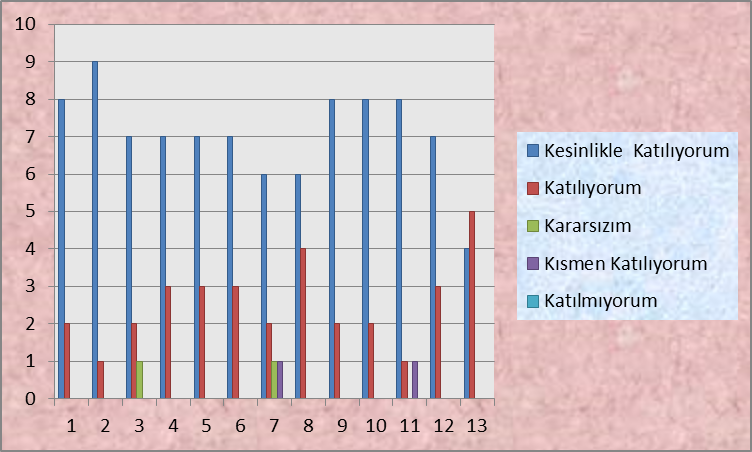 10
9
8
7
6
5
4
3
2
1
0
1 2 3 4 5 6 7 8 9 10 11 12 13
Kesinlikle  Katılıyorum
Katılıyorum
Kararsızım
Kısmen Katılıyorum
Katılmıyorum